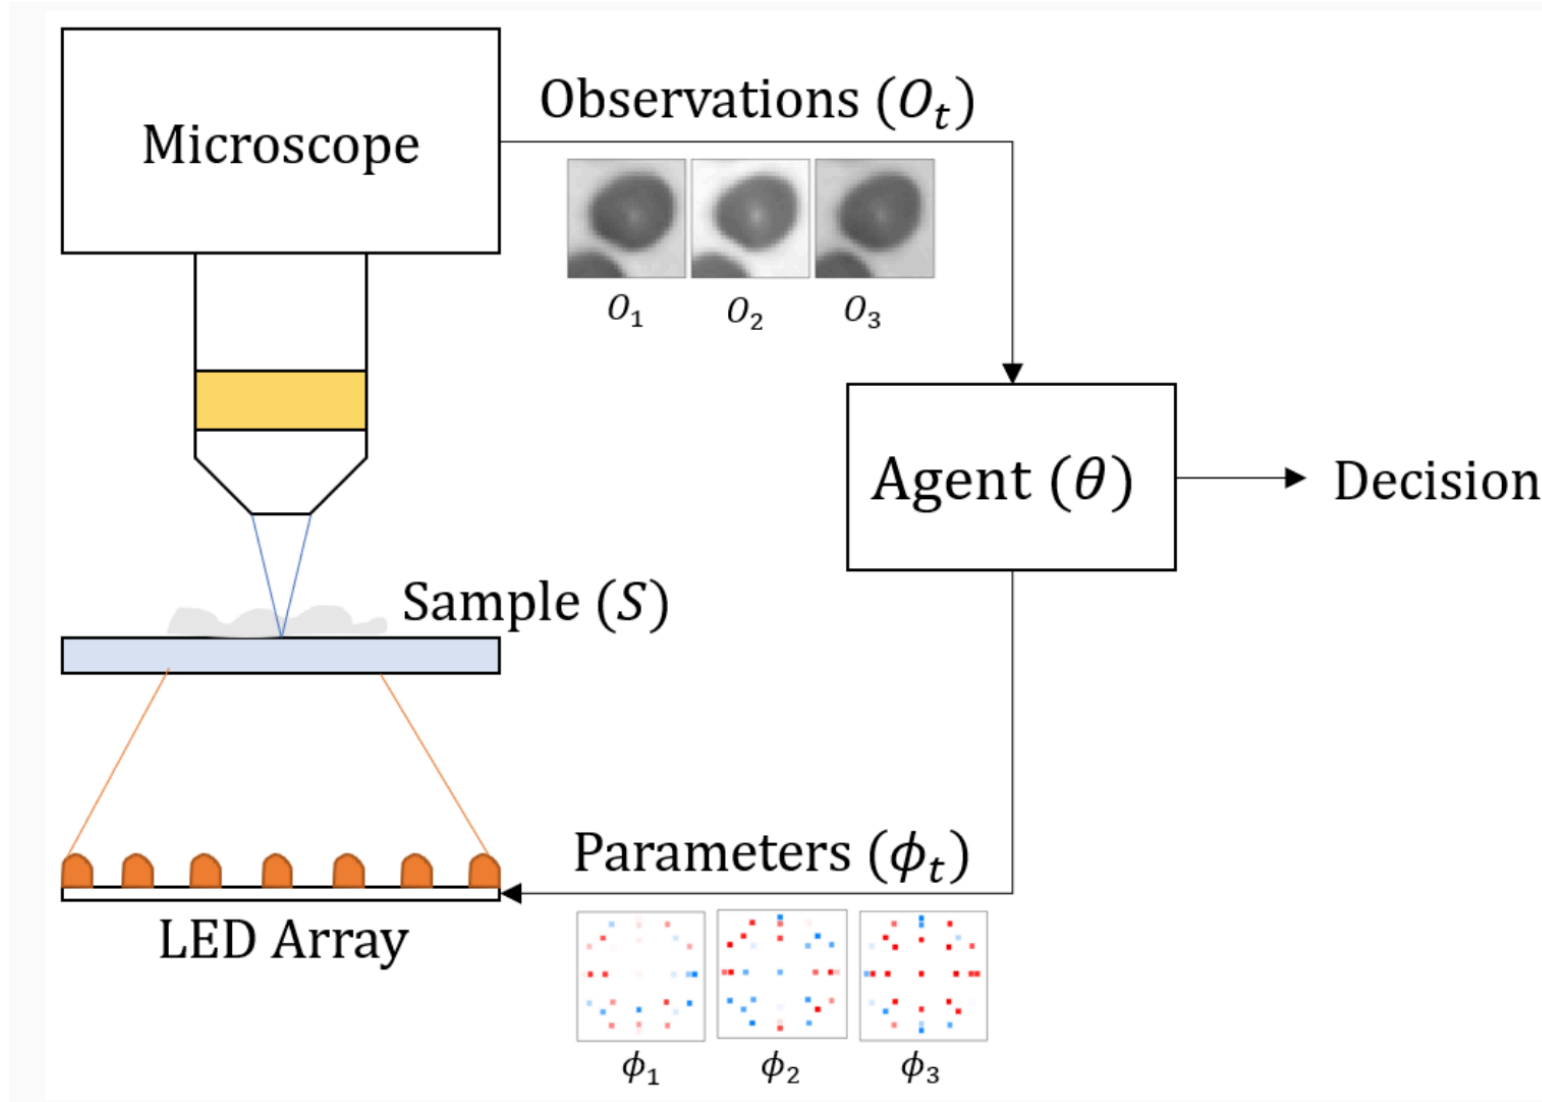 Microscope
Observations (O_t)
O_1 O_2 O_3
Agent (θ)
Decision
Sample (S)
Parameters (ϕ_t)
LED Array
ϕ_1 ϕ_2 ϕ_3